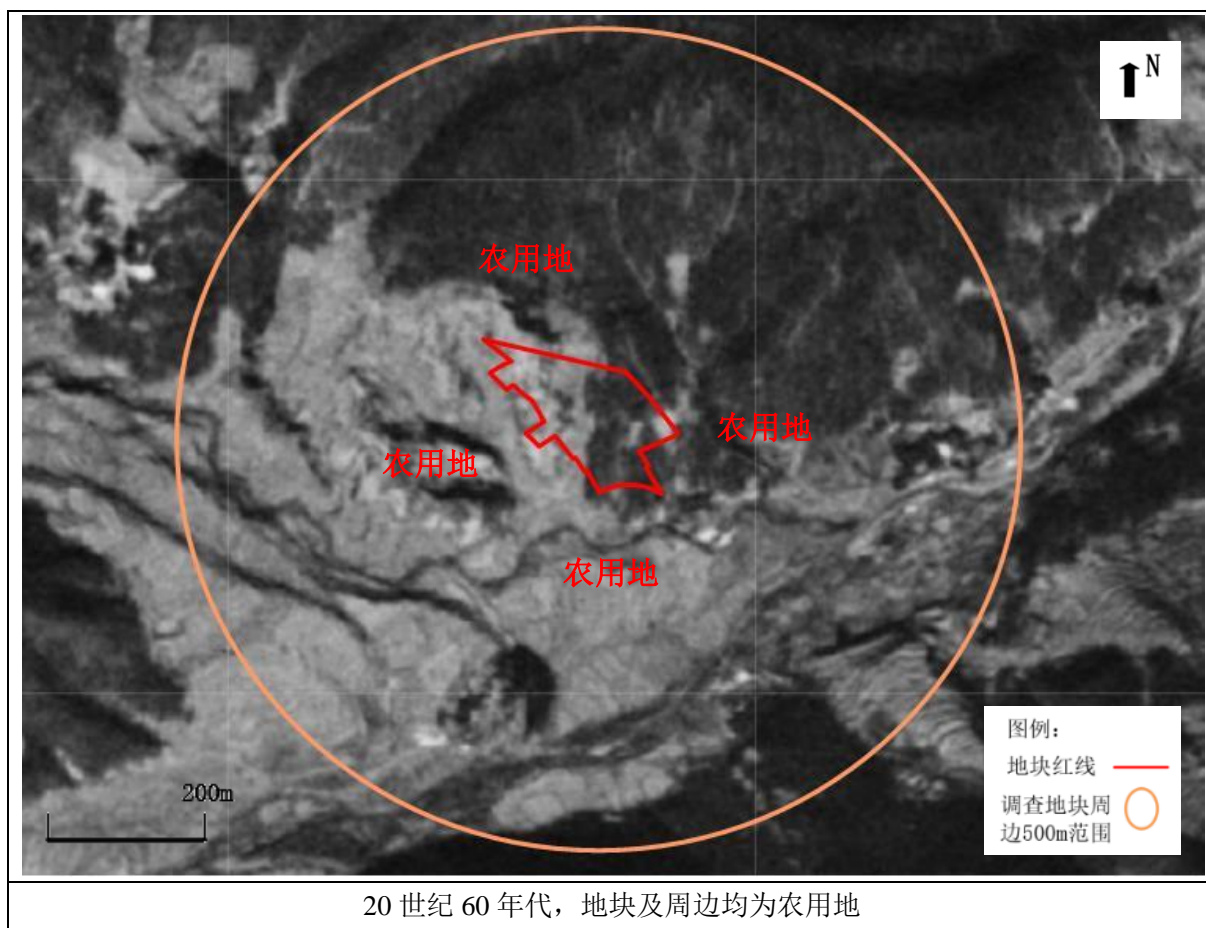 N
农用地
农用地
农用地
农用地
200m
图例：
地块红线
调查地块周
边500m范围
20 世纪 60 年代，地块及周边均为农用地